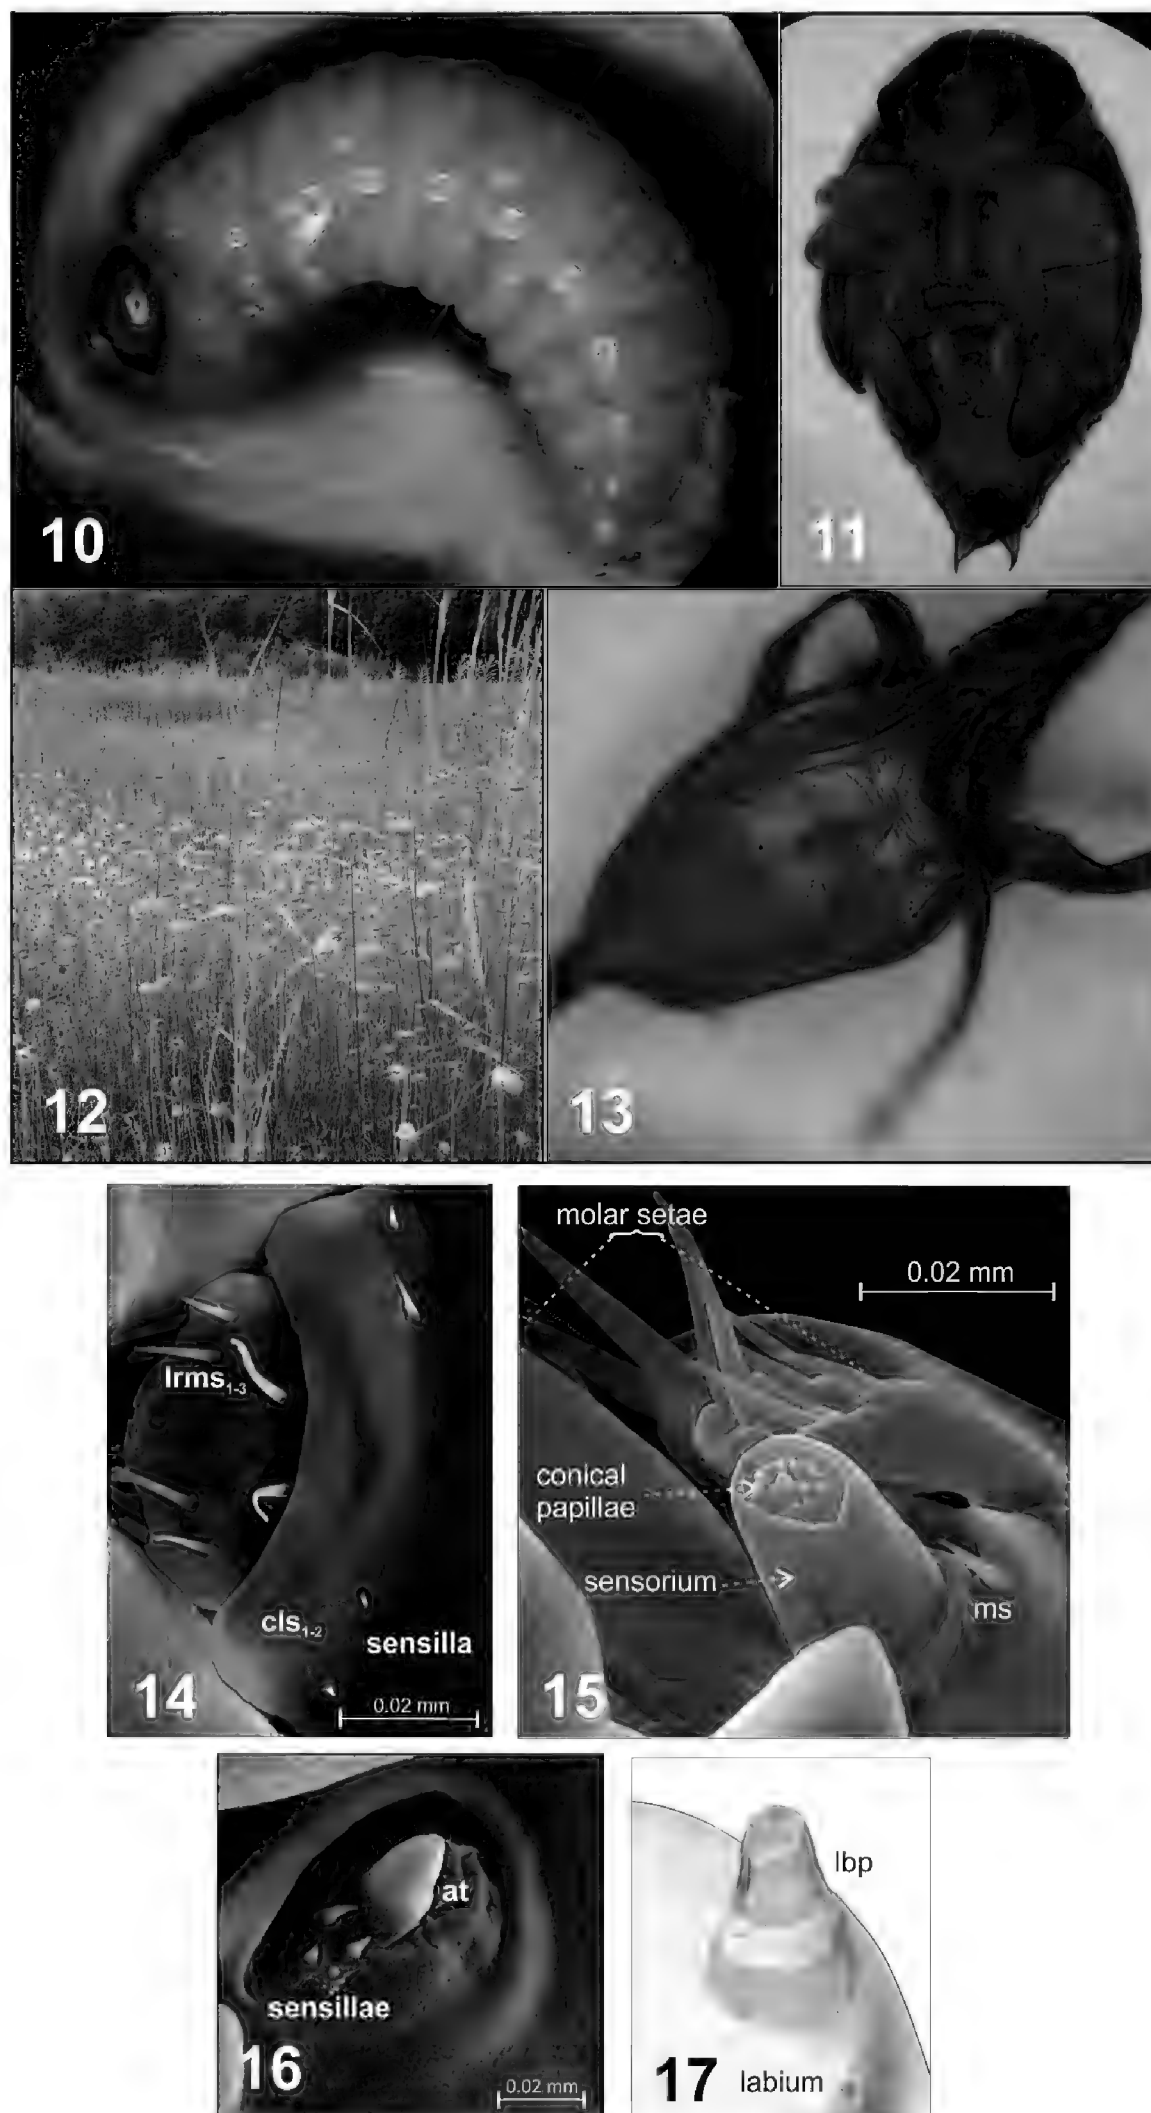 10
11
12
13
lrms1-3
cls1-2
sensilla
14
0.02 mm
molar setae
0.02 mm
conical
papillae
sensorium
ms
15
at
sensillae
16
0.02 mm
lbp
17
labium